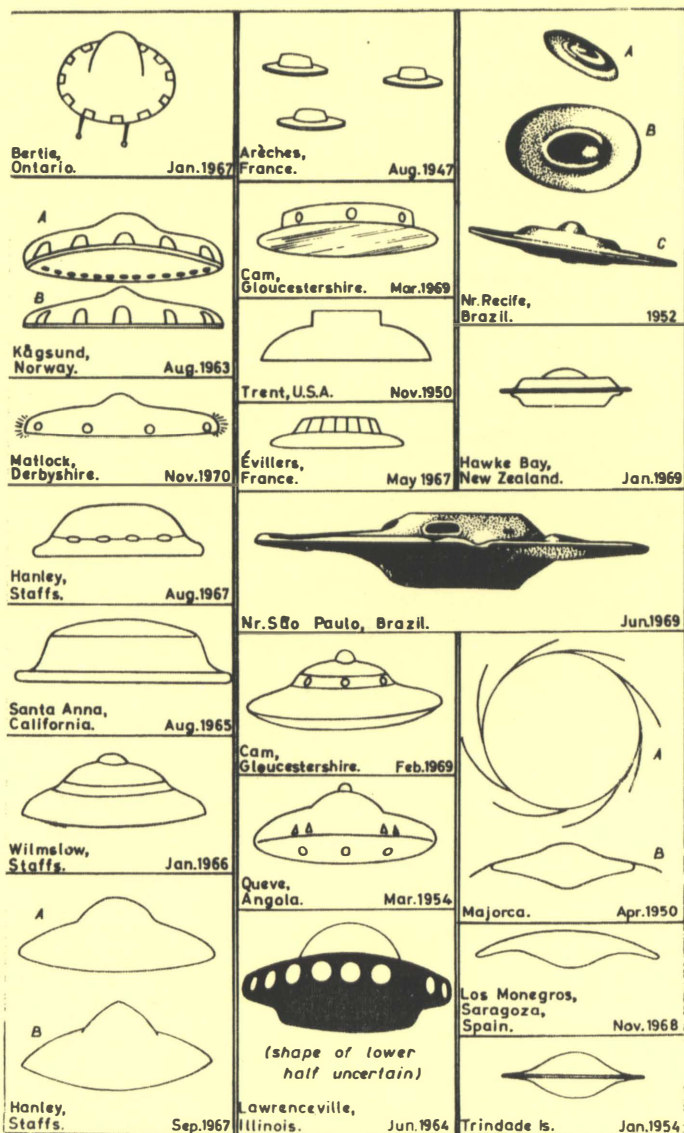 Bertie,
Ontario. Jan.1967
A
B
Kågsund,
Norway. Aug.1963
Matlock,
Derbyshire. Nov.1970
Hanley,
Staffs. Aug.1967
Santa Anna,
California. Aug.1965
Wilmslow,
Staffs. Jan.1966
A
B
Hanley,
Staffs. Sep.1967
Arèches,
France. Aug.1947
Cam,
Gloucestershire. Mar.1969
Trent, U.S.A. Nov.1950
Évillers,
France. May 1967
A
B
C
Nr. Recife,
Brazil. 1952
Hawke Bay,
New Zealand. Jan.1969
Nr. São Paulo, Brazil. Jun.1969
Cam,
Gloucestershire. Feb.1969
Queve,
Angola. Mar.1954
(shape of lower
half uncertain)
Lawrenceville,
Illinois. Jun.1964
A
B
Majorca. Apr.1950
Los Monegros,
Saragoza,
Spain. Nov.1968
Trindade Is. Jan.1954